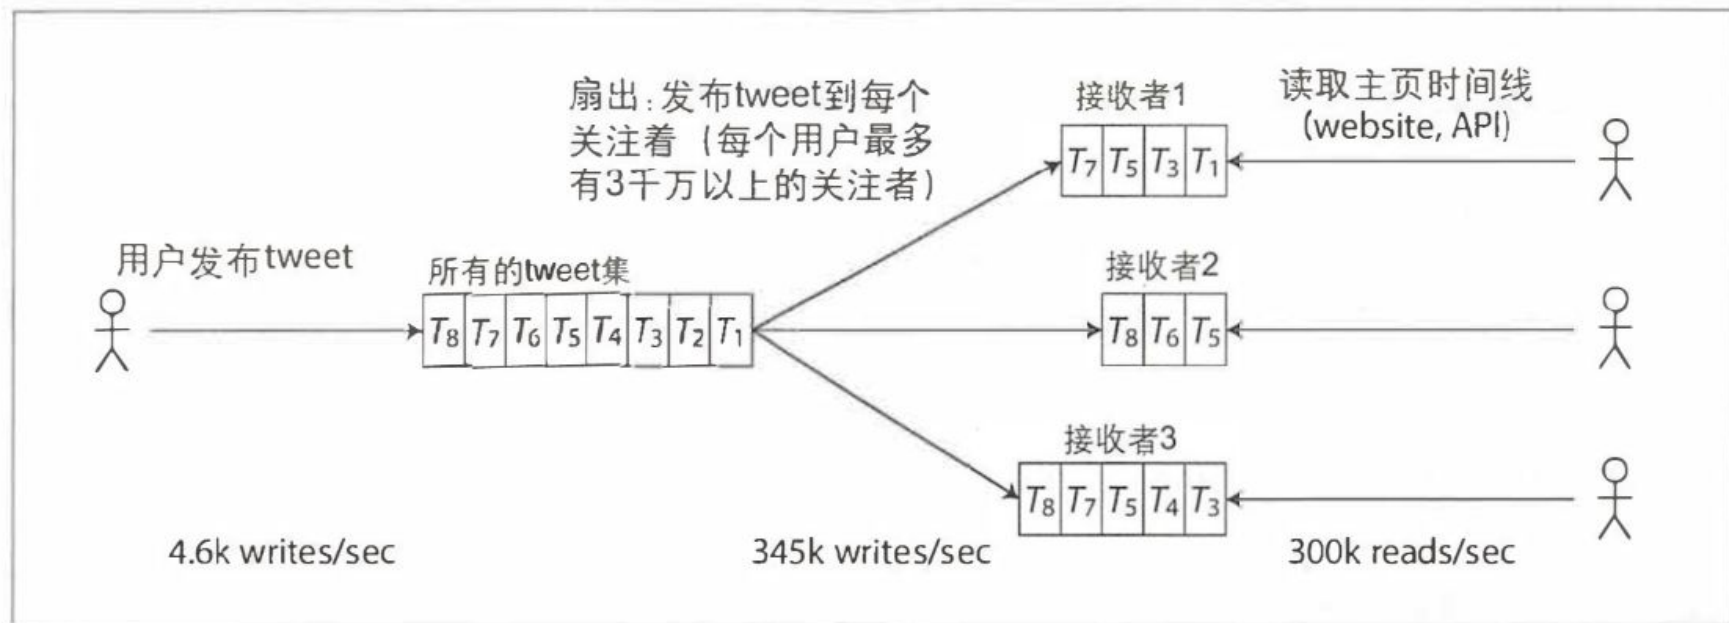 扇出:发布tweet到每个
关注着(每个用户最多
有3千万以上的关注者)
接收者1
读取主页时间线
(website, API)
T₇ T₅ T₃ T₁
用户发布tweet
所有的tweet集
接收者2
T₈ T₇ T₆ T₅ T₄ T₃ T₂ T₁
T₈ T₆ T₅
接收者3
T₈ T₇ T₅ T₄ T₃
4.6k writes/sec
345k writes/sec
300k reads/sec